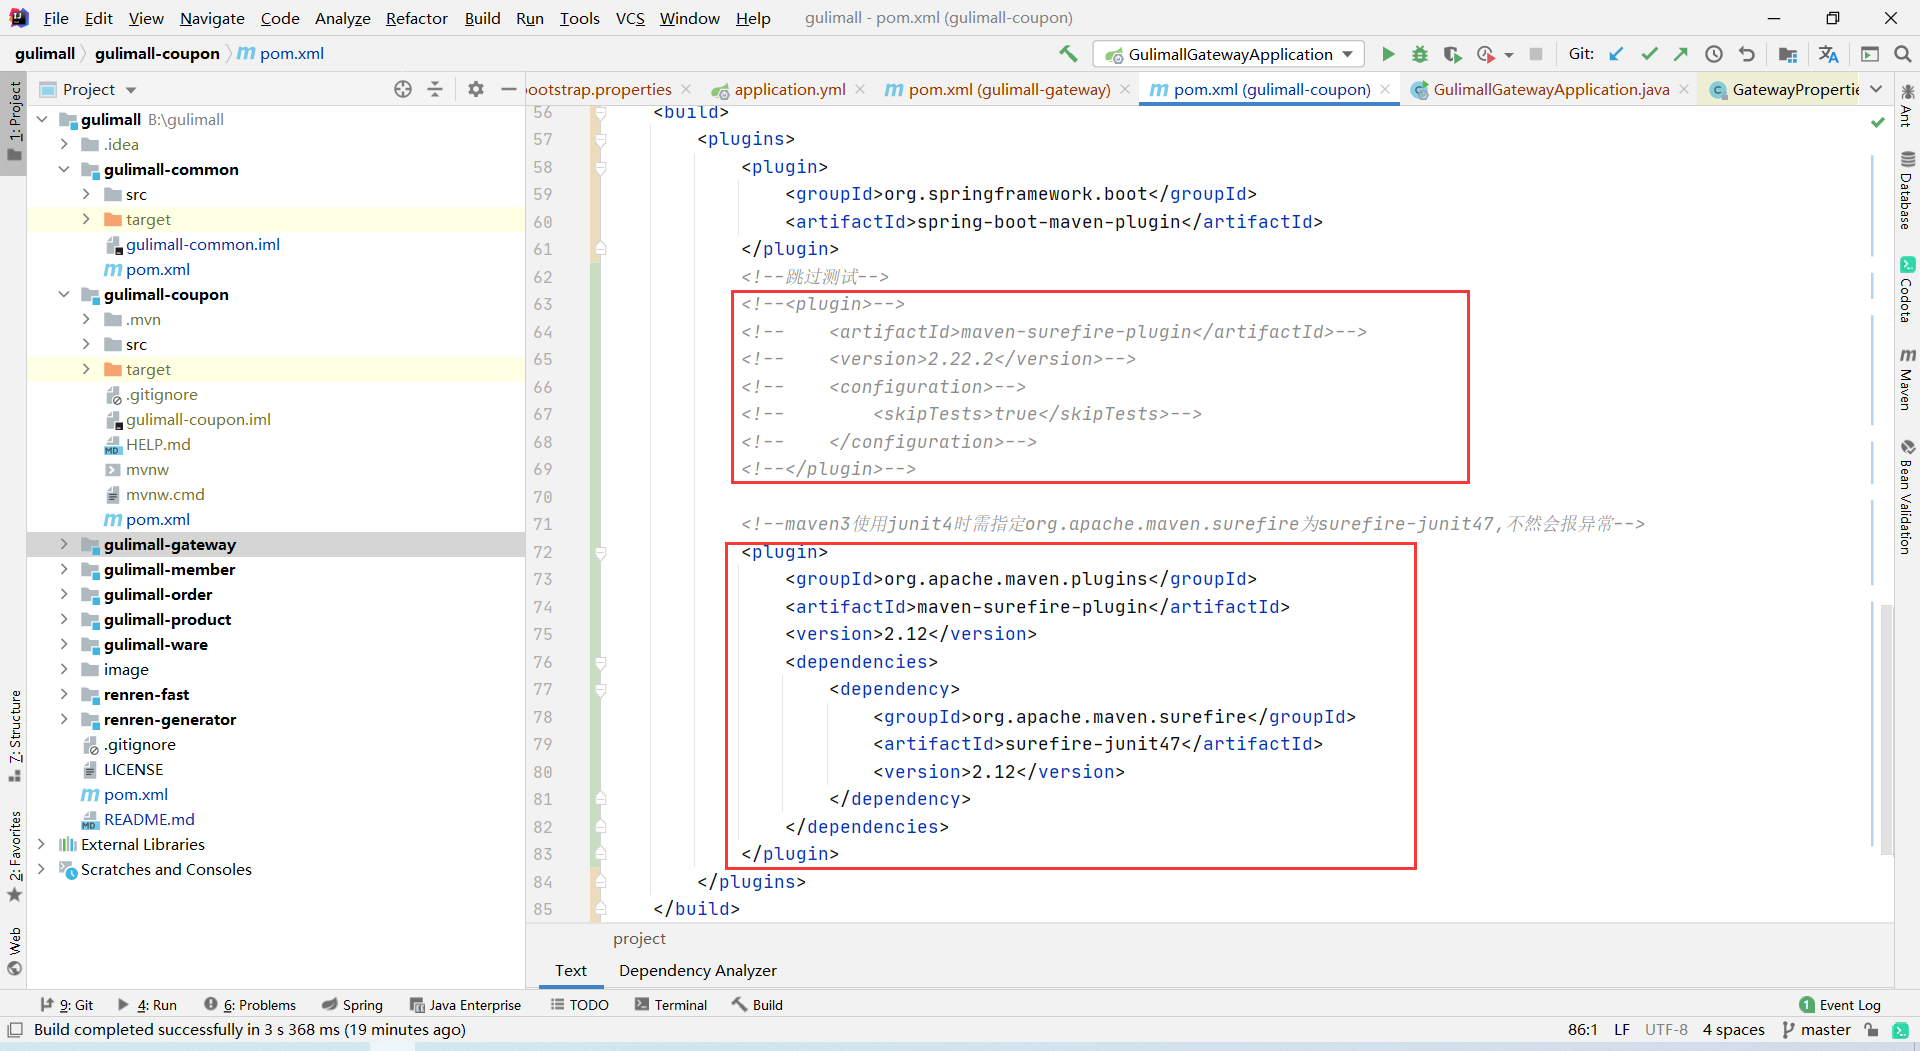 File Edit View Navigate Code Analyze Refactor Build Run Tools VCS Window Help gulimall - pom.xml (gulimall-coupon)
gulimall gulimall-coupon pom.xml
GulimallGatewayApplication
Git:
Project
bootstrap.properties
application.yml
pom.xml (gulimall-gateway)
pom.xml (gulimall-coupon)
GulimallGatewayApplication.java
GatewayPropertie
1: Project
7: Structure
2: Favorites
Web
gulimall B:\gulimall
.idea
gulimall-common
src
target
gulimall-common.iml
pom.xml
gulimall-coupon
.mvn
src
target
.gitignore
gulimall-coupon.iml
HELP.md
mvnw
mvnw.cmd
pom.xml
gulimall-gateway
gulimall-member
gulimall-order
gulimall-product
gulimall-ware
image
renren-fast
renren-generator
.gitignore
LICENSE
pom.xml
README.md
External Libraries
Scratches and Consoles
56 <build>
57 <plugins>
58 <plugin>
59 <groupId>org.springframework.boot</groupId>
60 <artifactId>spring-boot-maven-plugin</artifactId>
61 </plugin>
62 <!--跳过测试-->
63 <!--<plugin>-->
64 <!-- <artifactId>maven-surefire-plugin</artifactId>-->
65 <!-- <version>2.22.2</version>-->
66 <!-- <configuration>-->
67 <!-- <skipTests>true</skipTests>-->
68 <!-- </configuration>-->
69 <!--</plugin>-->
70
71 <!--maven3使用junit4时需指定org.apache.maven.surefire为surefire-junit47,不然会报异常-->
72 <plugin>
73 <groupId>org.apache.maven.plugins</groupId>
74 <artifactId>maven-surefire-plugin</artifactId>
75 <version>2.12</version>
76 <dependencies>
77 <dependency>
78 <groupId>org.apache.maven.surefire</groupId>
79 <artifactId>surefire-junit47</artifactId>
80 <version>2.12</version>
81 </dependency>
82 </dependencies>
83 </plugin>
84 </plugins>
85 </build>
project
Text Dependency Analyzer
Ant
Database
Codota
Maven
Bean Validation
9: Git 4: Run 6: Problems Spring Java Enterprise TODO Terminal Build 1 Event Log
Build completed successfully in 3 s 368 ms (19 minutes ago) 86:1 LF UTF-8 4 spaces master